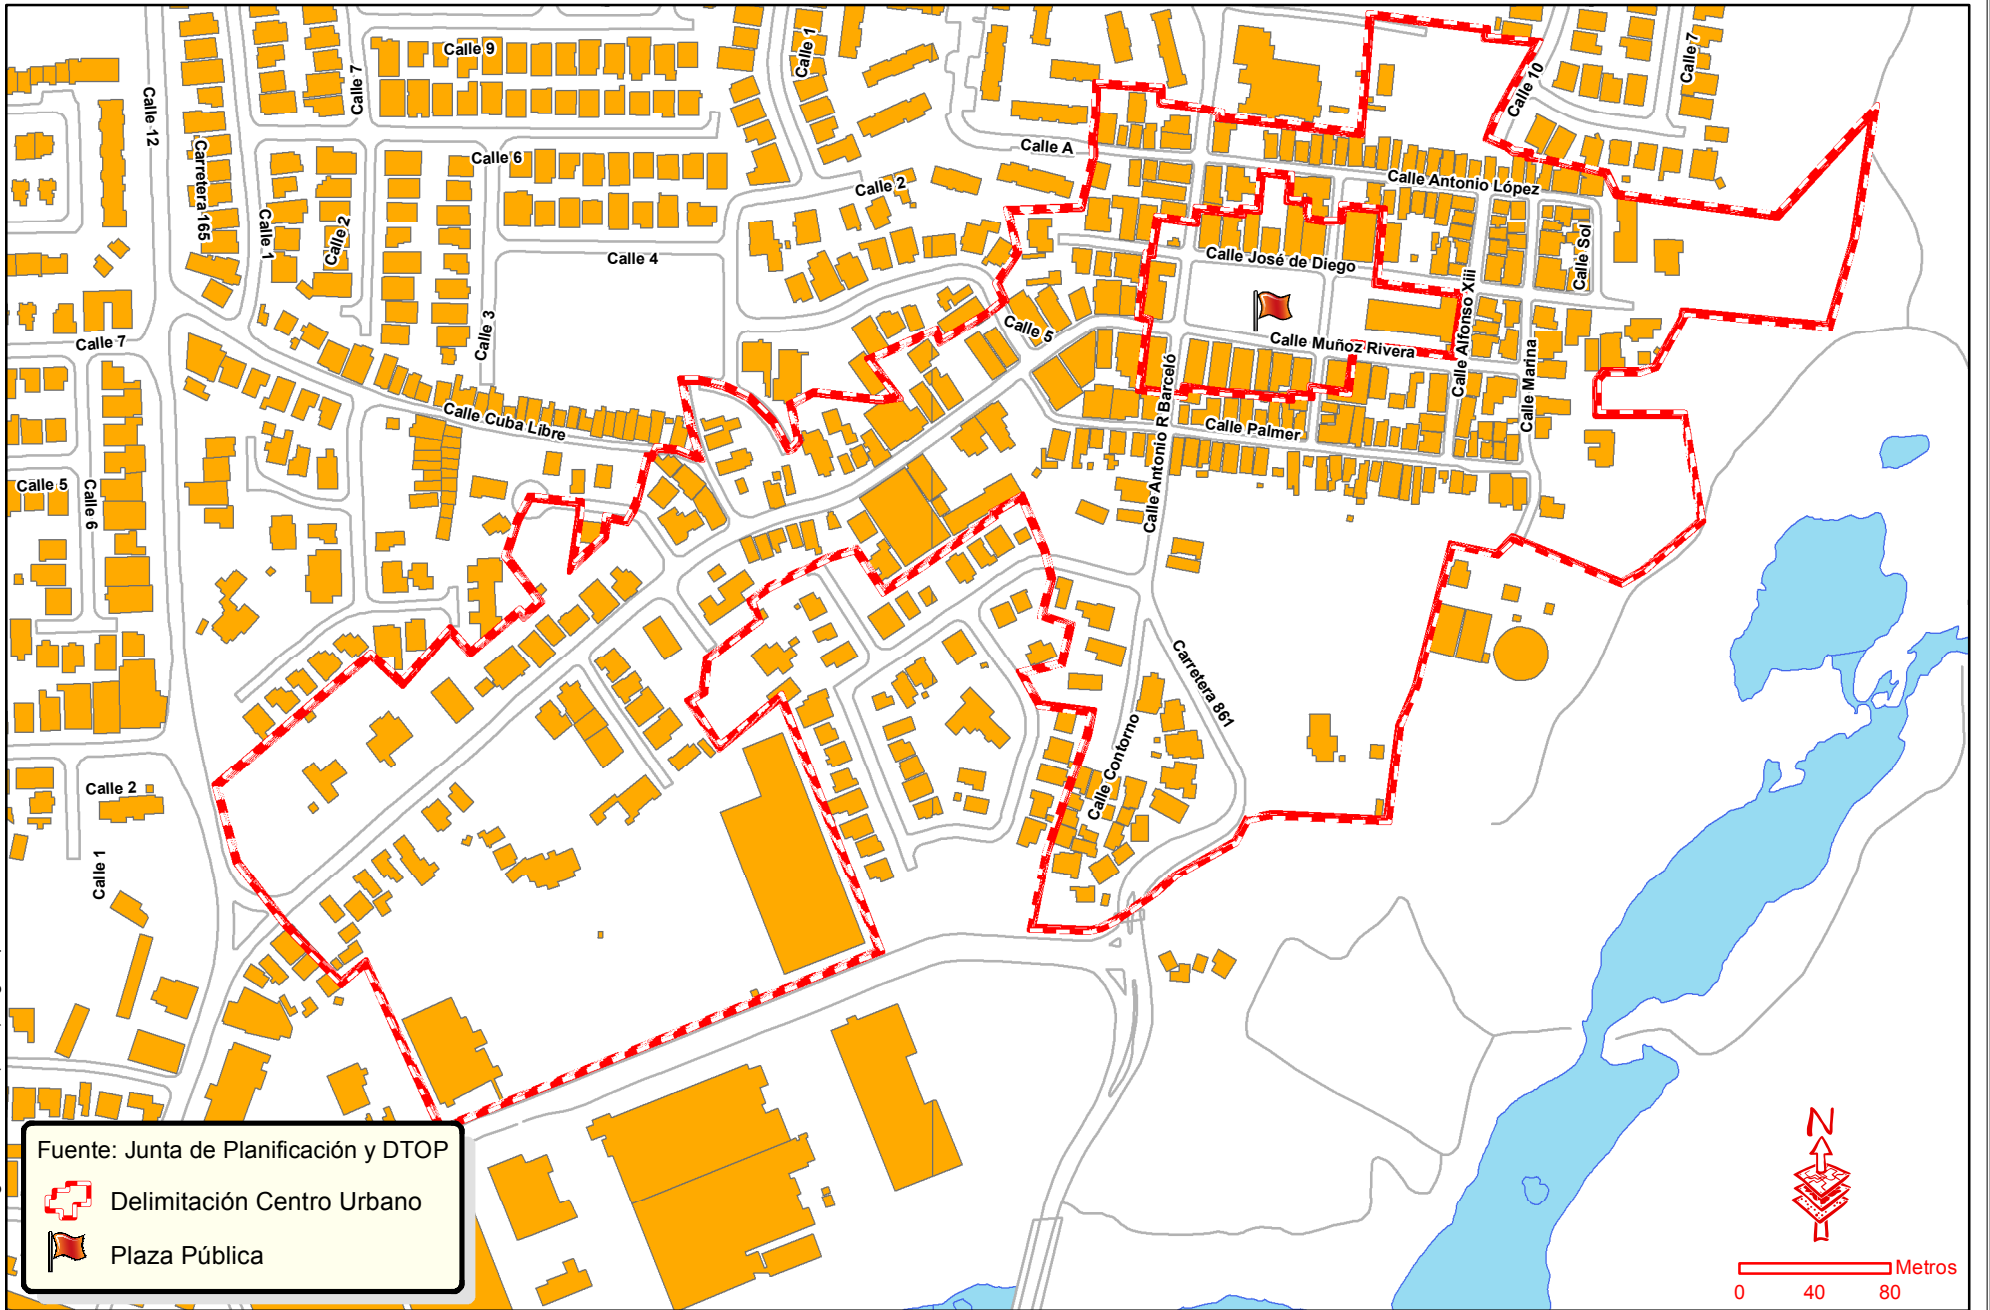 Calle 9
Calle 1
Calle 7
Calle 7
Calle 10
Calle 12
Carretera 165
Calle 6
Calle A
Calle 2
Calle Antonio López
Calle 1
Calle 2
Calle 4
Calle José de Diego
Calle Sol
Calle Alfonso Xiii
Calle 3
Calle 5
Calle 7
Calle Muñoz Rivera
Calle Marina
Calle Cuba Libre
Calle Antonio R Barceló
Calle Palmer
Calle 5
Calle 6
Carretera 861
Calle Contorno
Calle 2
Calle 1
Fuente: Junta de Planificación y DTOP
Delimitación Centro Urbano
Plaza Pública
N
Metros
0 40 80